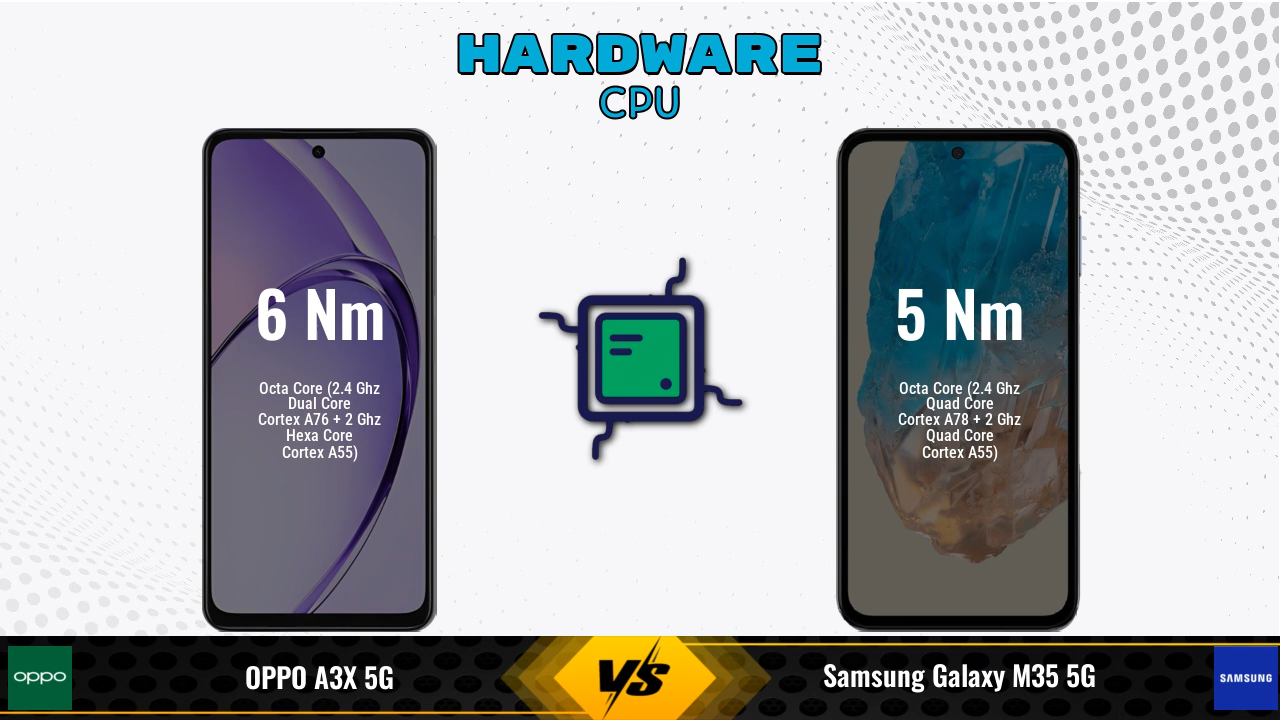 HARDWARE
CPU
6 Nm
Octa Core (2.4 Ghz
Dual Core
Cortex A76 + 2 Ghz
Hexa Core
Cortex A55)
5 Nm
Octa Core (2.4 Ghz
Quad Core
Cortex A78 + 2 Ghz
Quad Core
Cortex A55)
oppo
OPPO A3X 5G
VS
Samsung Galaxy M35 5G
SAMSUNG